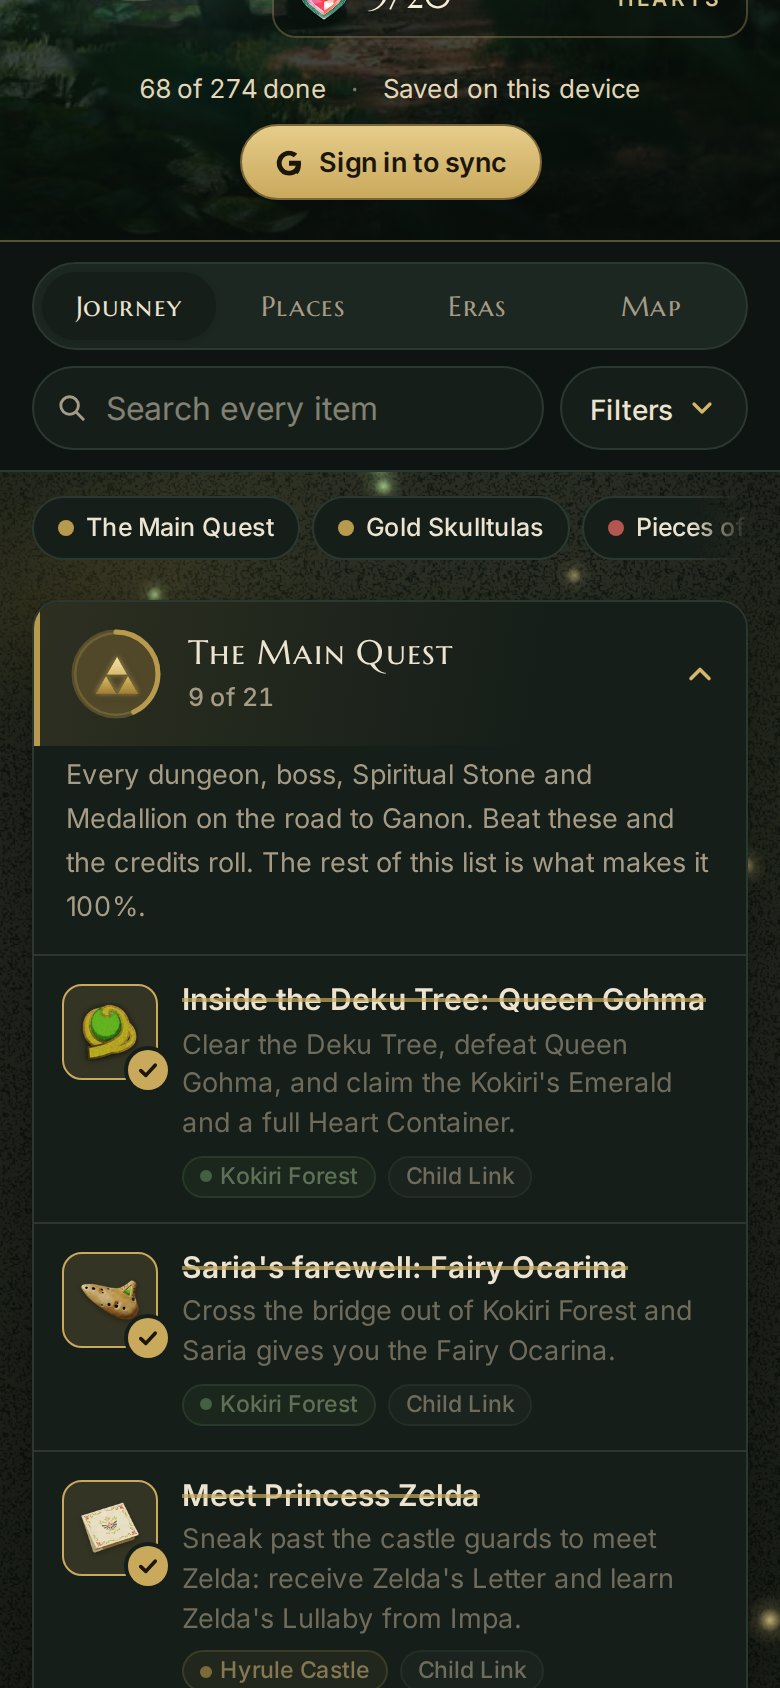 9/20
HEARTS
68 of 274 done · Saved on this device
Sign in to sync
Journey
Places
Eras
Map
Search every item
Filters
The Main Quest
Gold Skulltulas
Pieces of
The Main Quest
9 of 21
Every dungeon, boss, Spiritual Stone and
Medallion on the road to Ganon. Beat these and
the credits roll. The rest of this list is what makes it
100%.
Inside the Deku Tree: Queen Gohma
Clear the Deku Tree, defeat Queen
Gohma, and claim the Kokiri's Emerald
and a full Heart Container.
Kokiri Forest
Child Link
Saria's farewell: Fairy Ocarina
Cross the bridge out of Kokiri Forest and
Saria gives you the Fairy Ocarina.
Kokiri Forest
Child Link
Meet Princess Zelda
Sneak past the castle guards to meet
Zelda: receive Zelda's Letter and learn
Zelda's Lullaby from Impa.
Hyrule Castle
Child Link